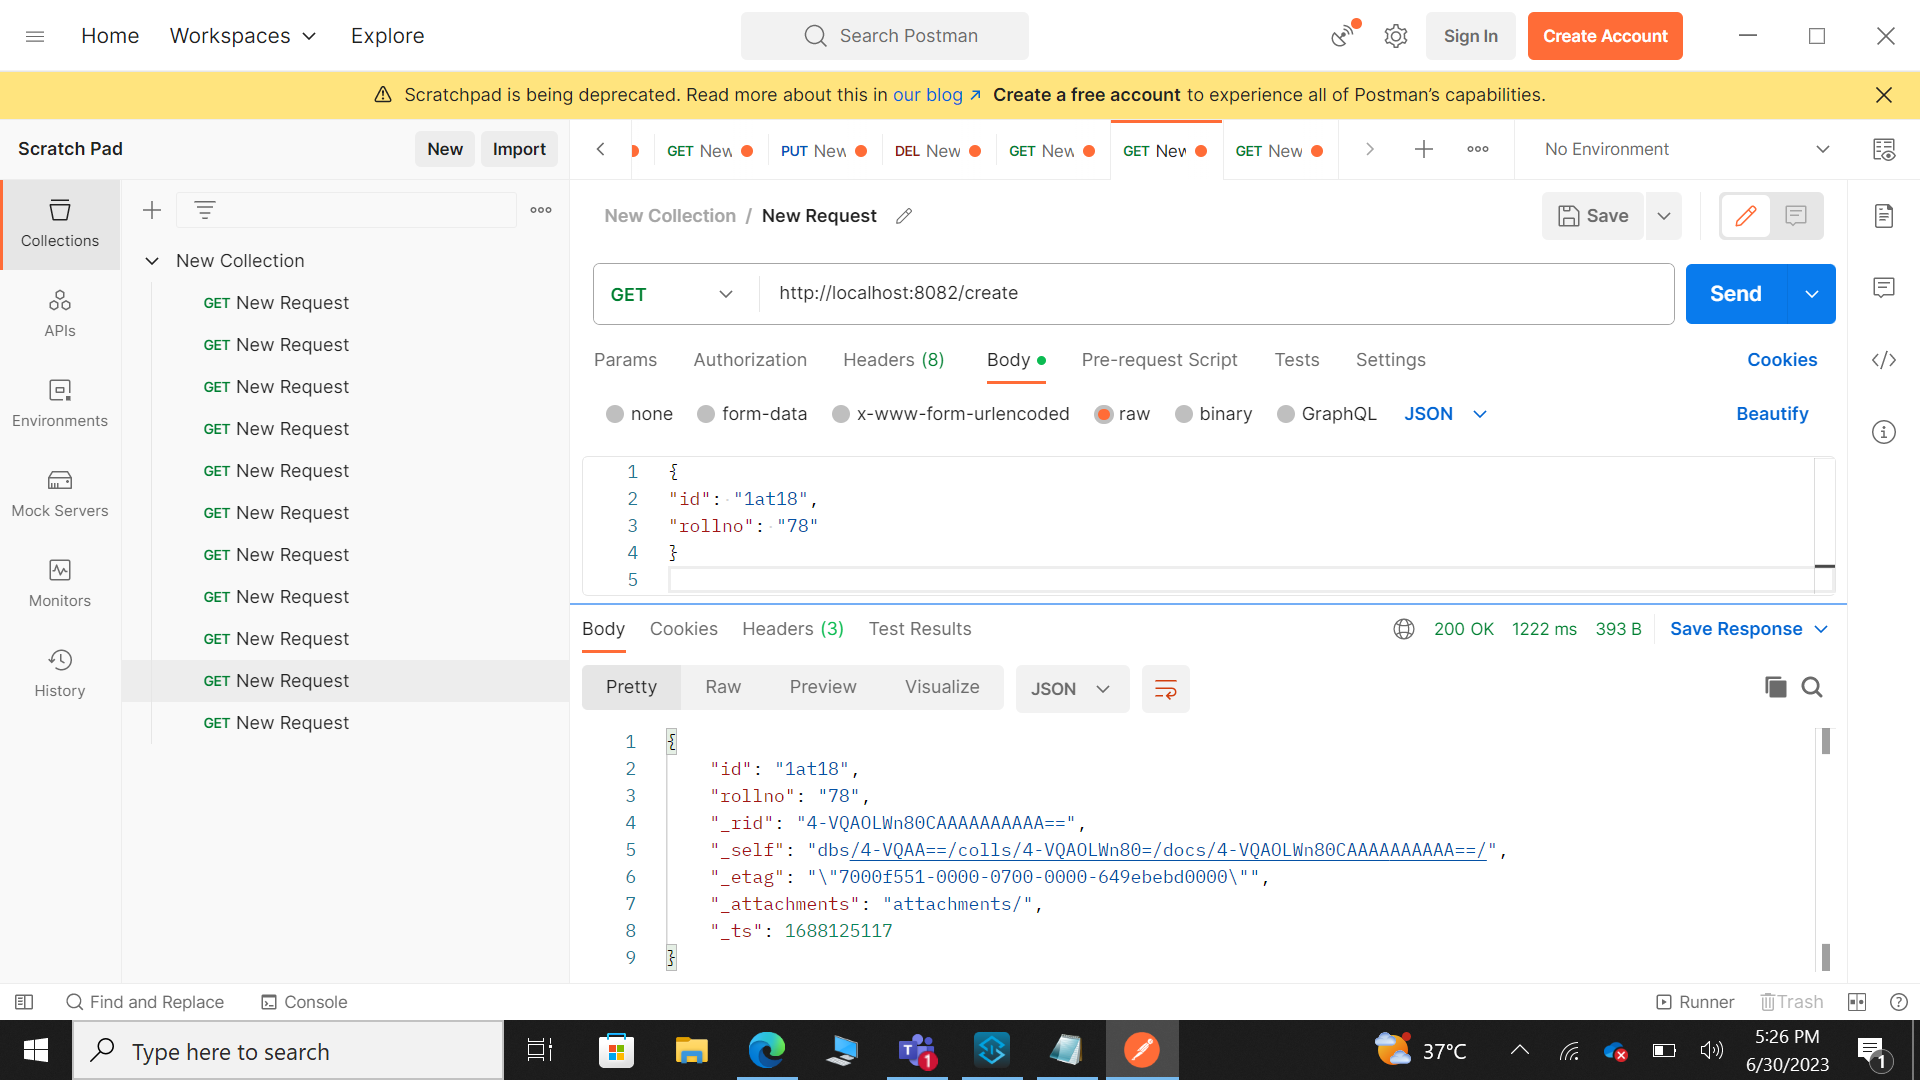 Home Workspaces Explore Search Postman Sign In Create Account
Scratchpad is being deprecated. Read more about this in our blog ↗ Create a free account to experience all of Postman's capabilities.
Scratch Pad New Import GET New PUT New DEL New GET New GET New GET New No Environment
Collections
APIs
Environments
Mock Servers
Monitors
History
New Collection
GET New Request
GET New Request
GET New Request
GET New Request
GET New Request
GET New Request
GET New Request
GET New Request
GET New Request
GET New Request
GET New Request
New Collection / New Request Save
GET http://localhost:8082/create Send
Params Authorization Headers (8) Body Pre-request Script Tests Settings Cookies
none form-data x-www-form-urlencoded raw binary GraphQL JSON Beautify
1 {
2 "id": "1at18",
3 "rollno": "78"
4 }
5
Body Cookies Headers (3) Test Results 200 OK 1222 ms 393 B Save Response
Pretty Raw Preview Visualize JSON
1 {
2 "id": "1at18",
3 "rollno": "78",
4 "_rid": "4-VQAOLWn80CAAAAAAAAAA==",
5 "_self": "dbs/4-VQAA==/colls/4-VQAOLWn80=/docs/4-VQAOLWn80CAAAAAAAAAA==/",
6 "_etag": "\"7000f551-0000-0700-0000-649ebebd0000\"",
7 "_attachments": "attachments/",
8 "_ts": 1688125117
9 }
Find and Replace Console Runner Trash
Type here to search 1 37°C 5:26 PM
6/30/2023 1